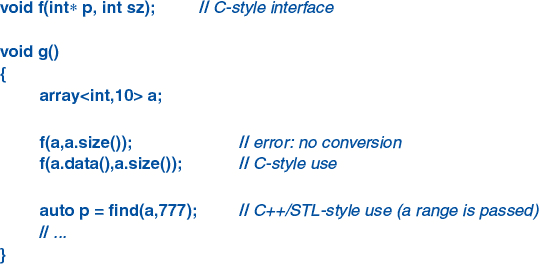 void f(int* p, int sz);        // C-style interface
void g()
{
array<int,10> a;
f(a,a.size());        // error: no conversion
f(a.data(),a.size());        // C-style use
auto p = find(a,777);        // C++/STL-style use (a range is passed)
// ...
}